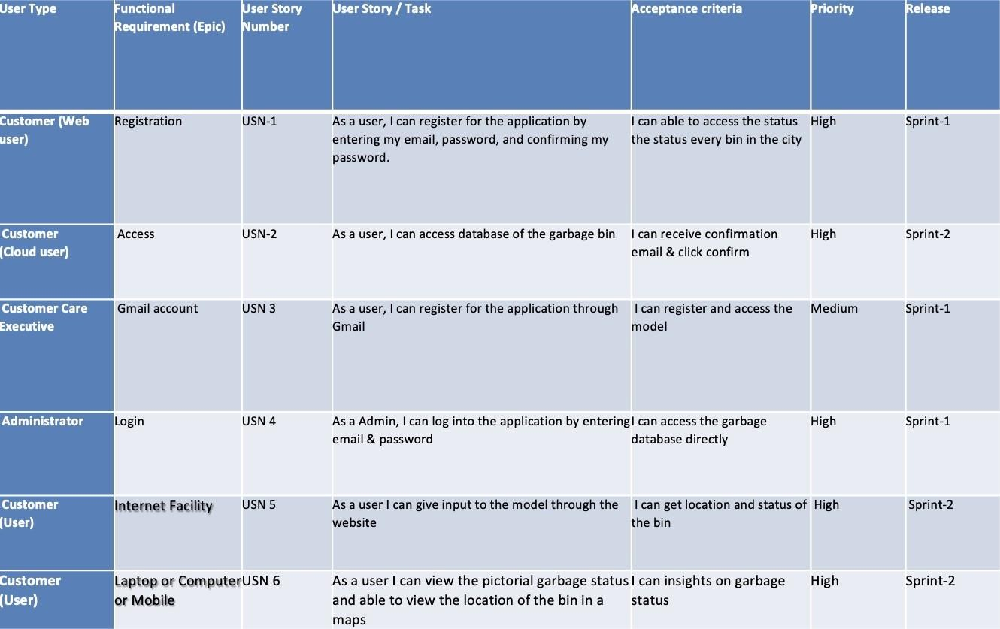 User Type
Functional
Requirement (Epic)
User Story
Number
User Story / Task
Acceptance criteria
Priority
Release
Customer (Web
user)
Registration
USN-1
As a user, I can register for the application by
entering my email, password, and confirming my
password.
I can able to access the status
the status every bin in the city
High
Sprint-1
Customer
(Cloud user)
Access
USN-2
As a user, I can access database of the garbage bin
I can receive confirmation
email & click confirm
High
Sprint-2
Customer Care
Executive
Gmail account
USN 3
As a user, I can register for the application through
Gmail
I can register and access the
model
Medium
Sprint-1
Administrator
Login
USN 4
As a Admin, I can log into the application by entering
email & password
I can access the garbage
database directly
High
Sprint-1
Customer
(User)
Internet Facility
USN 5
As a user I can give input to the model through the
website
I can get location and status of
the bin
High
Sprint-2
Customer
(User)
Laptop or Computer
or Mobile
USN 6
As a user I can view the pictorial garbage status
and able to view the location of the bin in a
maps
I can insights on garbage
status
High
Sprint-2